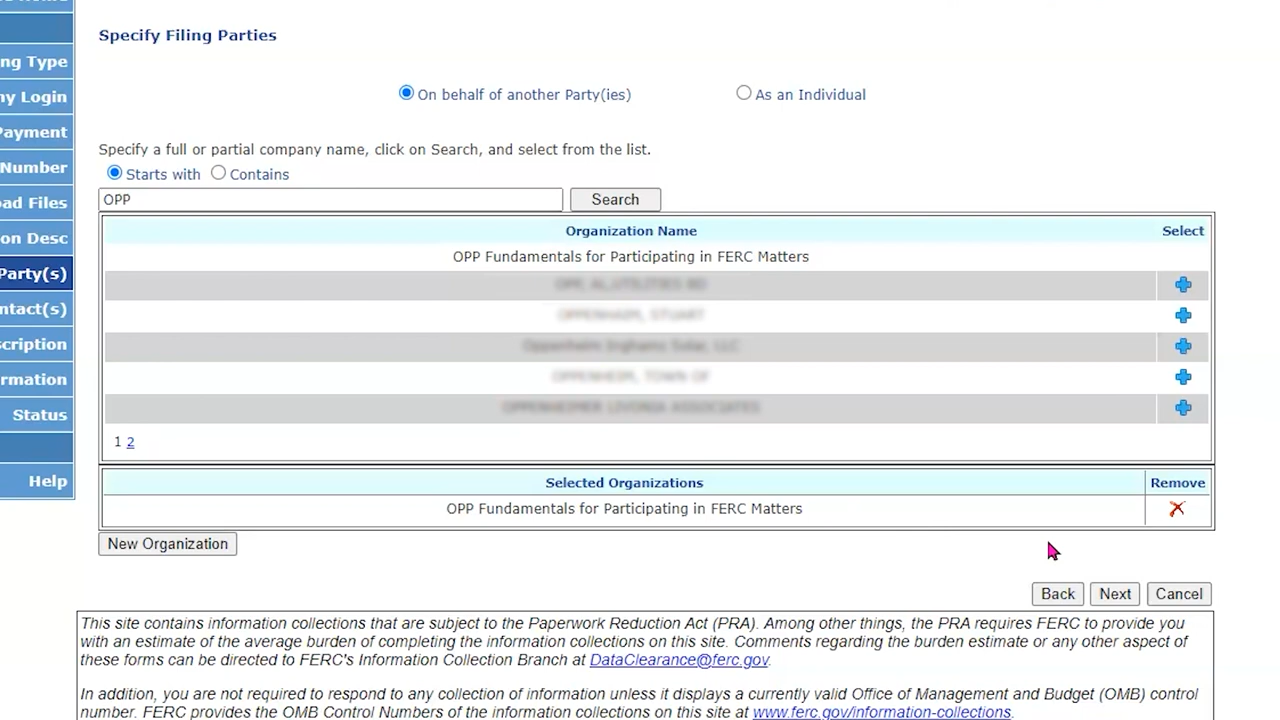 Specify Filing Parties
On behalf of another Party(ies)
As an Individual
Specify a full or partial company name, click on Search, and select from the list.
Starts with
Contains
OPP
Search
Organization Name
Select
OPP Fundamentals for Participating in FERC Matters
1 2
Selected Organizations
Remove
OPP Fundamentals for Participating in FERC Matters
New Organization
Back
Next
Cancel
This site contains information collections that are subject to the Paperwork Reduction Act (PRA). Among other things, the PRA requires FERC to provide you
with an estimate of the average burden of completing the information collections on this site. Comments regarding the burden estimate or any other aspect of
these forms can be directed to FERC's Information Collection Branch at DataClearance@ferc.gov.
In addition, you are not required to respond to any collection of information unless it displays a currently valid Office of Management and Budget (OMB) control
number. FERC provides the OMB Control Numbers of the information collections on this site at www.ferc.gov/information-collections.
ng Type
ny Login
Payment
Number
oad Files
on Desc
Party(s)
ntact(s)
scription
rmation
Status
Help